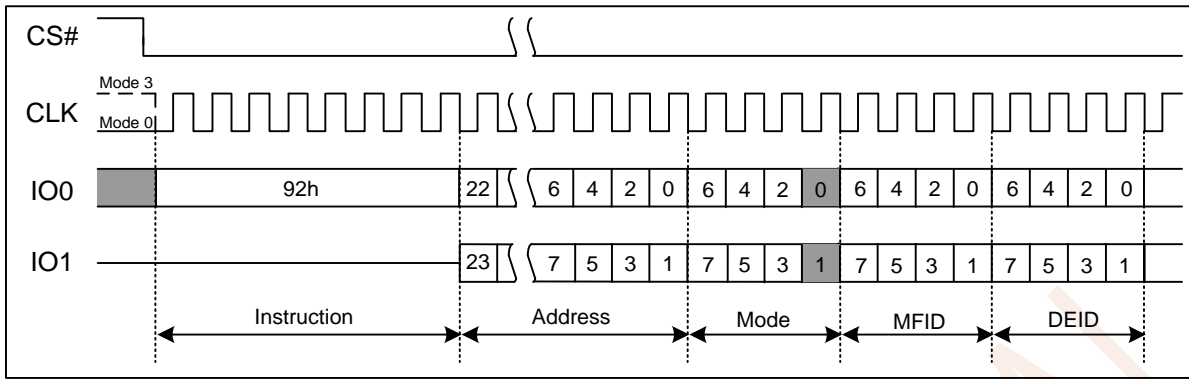 CS#
Mode 3
CLK
Mode 0
IO0 92h 22 6 4 2 0 6 4 2 0 6 4 2 0 6 4 2 0
IO1 23 7 5 3 1 7 5 3 1 7 5 3 1 7 5 3 1
Instruction Address Mode MFID DEID